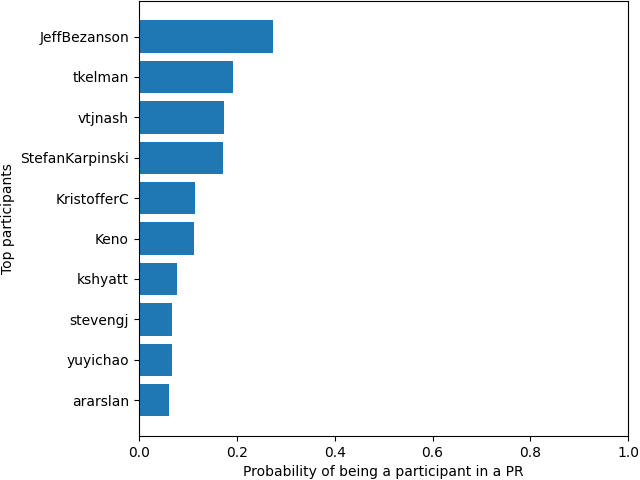 JeffBezanson
tkelman
vtjnash
StefanKarpinski
KristofferC
Keno
kshyatt
stevengj
yuyichao
ararslan
Top participants
0.0 0.2 0.4 0.6 0.8 1.0
Probability of being a participant in a PR